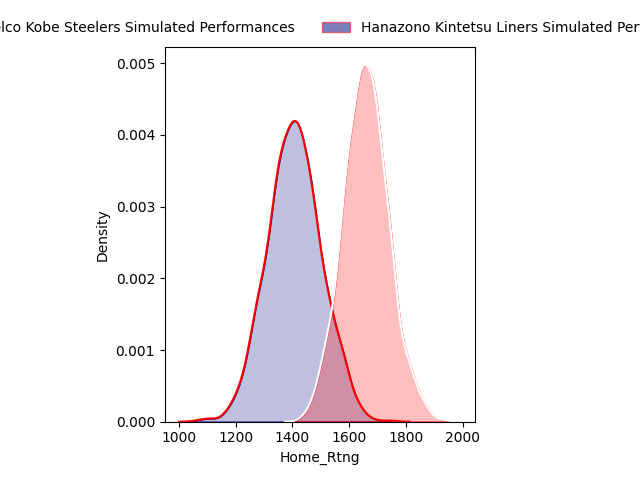 lco Kobe Steelers Simulated Performances
Hanazono Kintetsu Liners Simulated Per
0.005
0.004
0.003
0.002
0.001
0.000
Density
1000 1200 1400 1600 1800 2000
Home_Rtng